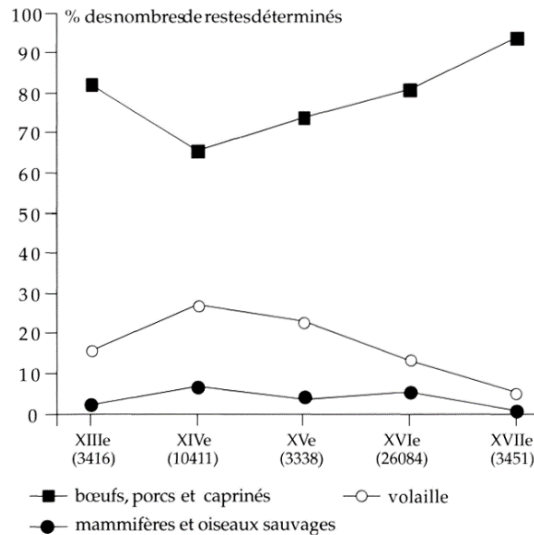 % des nombres de restes déterminés
100
90
80
70
60
50
40
30
20
10
0
XIIIe XIVe XVe XVIe XVIIe
(3416) (10411) (3338) (26084) (3451)
bœufs, porcs et caprinés volaille
mammifères et oiseaux sauvages